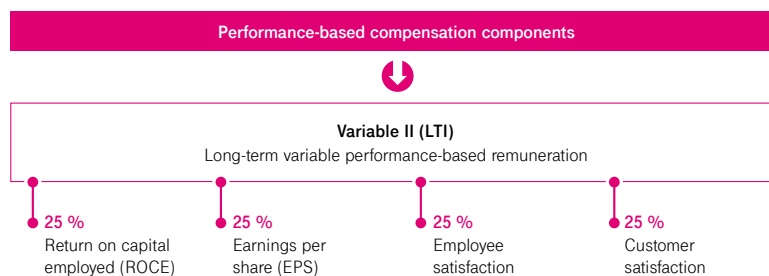 Performance-based compensation components
Variable II (LTI)
Long-term variable performance-based remuneration
25 %
Return on capital
employed (ROCE)
25 %
Earnings per
share (EPS)
25 %
Employee
satisfaction
25 %
Customer
satisfaction